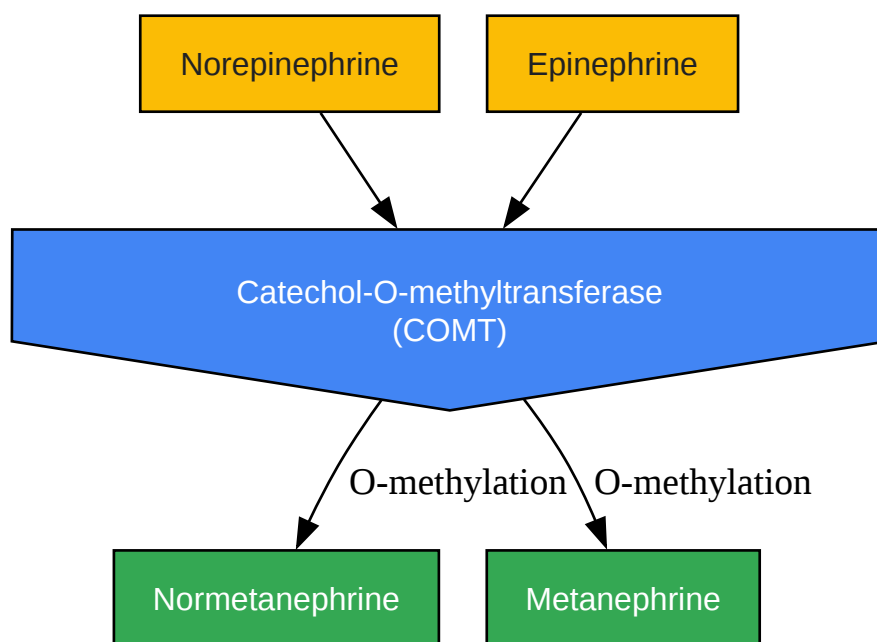 Norepinephrine
Epinephrine
Catechol-O-methyltransferase
(COMT)
O-methylation
O-methylation
Normetanephrine
Metanephrine